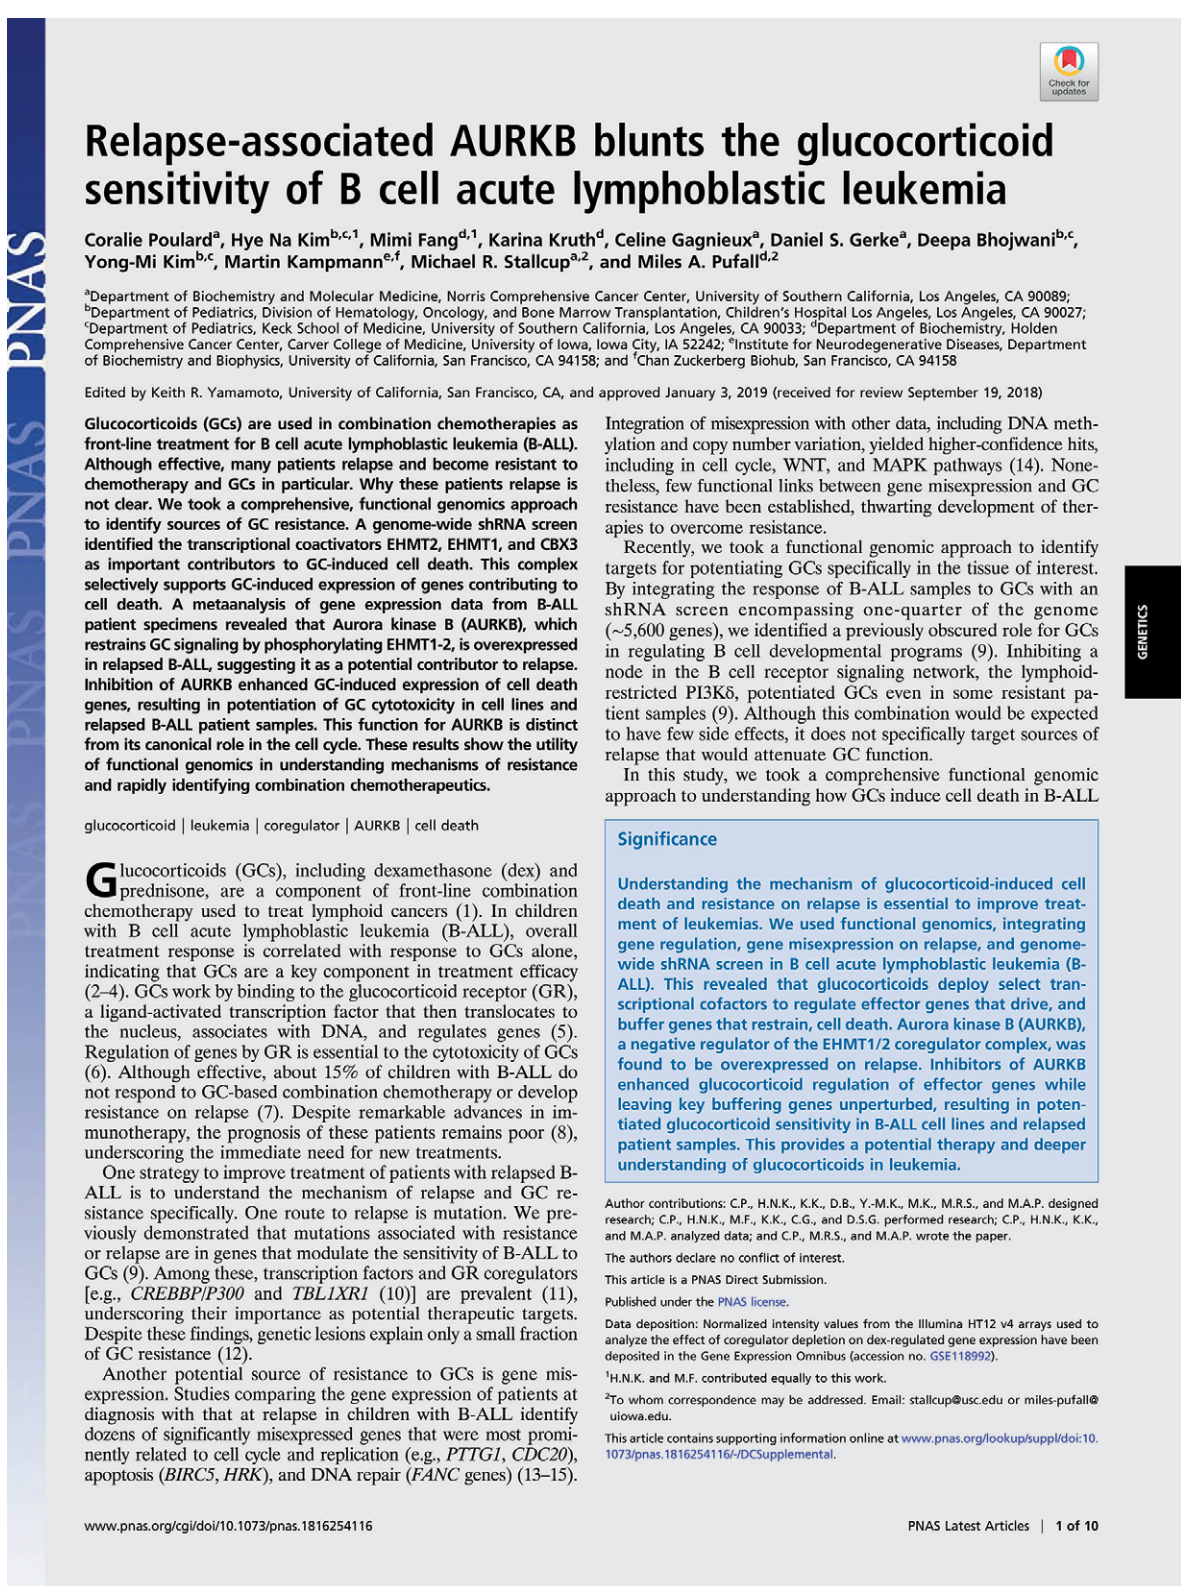 Check for
updates
Relapse-associated AURKB blunts the glucocorticoid
sensitivity of B cell acute lymphoblastic leukemia
Coralie Poulardᵃ, Hye Na Kimᵇ,ᶜ,¹, Mimi Fangᵈ,¹, Karina Kruthᵈ, Celine Gagnieuxᵃ, Daniel S. Gerkeᵃ, Deepa Bhojwaniᵇ,ᶜ,
Yong-Mi Kimᵇ,ᶜ, Martin Kampmannᵉ,ᶠ, Michael R. Stallcupᵃ,², and Miles A. Pufallᵈ,²
ᵃDepartment of Biochemistry and Molecular Medicine, Norris Comprehensive Cancer Center, University of Southern California, Los Angeles, CA 90089;
ᵇDepartment of Pediatrics, Division of Hematology, Oncology, and Bone Marrow Transplantation, Children's Hospital Los Angeles, Los Angeles, CA 90027;
ᶜDepartment of Pediatrics, Keck School of Medicine, University of Southern California, Los Angeles, CA 90033; ᵈDepartment of Biochemistry, Holden
Comprehensive Cancer Center, Carver College of Medicine, University of Iowa, Iowa City, IA 52242; ᵉInstitute for Neurodegenerative Diseases, Department
of Biochemistry and Biophysics, University of California, San Francisco, CA 94158; and ᶠChan Zuckerberg Biohub, San Francisco, CA 94158
Edited by Keith R. Yamamoto, University of California, San Francisco, CA, and approved January 3, 2019 (received for review September 19, 2018)
Glucocorticoids (GCs) are used in combination chemotherapies as
front-line treatment for B cell acute lymphoblastic leukemia (B-ALL).
Although effective, many patients relapse and become resistant to
chemotherapy and GCs in particular. Why these patients relapse is
not clear. We took a comprehensive, functional genomics approach
to identify sources of GC resistance. A genome-wide shRNA screen
identified the transcriptional coactivators EHMT2, EHMT1, and CBX3
as important contributors to GC-induced cell death. This complex
selectively supports GC-induced expression of genes contributing to
cell death. A metaanalysis of gene expression data from B-ALL
patient specimens revealed that Aurora kinase B (AURKB), which
restrains GC signaling by phosphorylating EHMT1-2, is overexpressed
in relapsed B-ALL, suggesting it as a potential contributor to relapse.
Inhibition of AURKB enhanced GC-induced expression of cell death
genes, resulting in potentiation of GC cytotoxicity in cell lines and
relapsed B-ALL patient samples. This function for AURKB is distinct
from its canonical role in the cell cycle. These results show the utility
of functional genomics in understanding mechanisms of resistance
and rapidly identifying combination chemotherapeutics.
glucocorticoid | leukemia | coregulator | AURKB | cell death
Glucocorticoids (GCs), including dexamethasone (dex) and
prednisone, are a component of front-line combination
chemotherapy used to treat lymphoid cancers (1). In children
with B cell acute lymphoblastic leukemia (B-ALL), overall
treatment response is correlated with response to GCs alone,
indicating that GCs are a key component in treatment efficacy
(2–4). GCs work by binding to the glucocorticoid receptor (GR),
a ligand-activated transcription factor that then translocates to
the nucleus, associates with DNA, and regulates genes (5).
Regulation of genes by GR is essential to the cytotoxicity of GCs
(6). Although effective, about 15% of children with B-ALL do
not respond to GC-based combination chemotherapy or develop
resistance on relapse (7). Despite remarkable advances in im-
munotherapy, the prognosis of these patients remains poor (8),
underscoring the immediate need for new treatments.
One strategy to improve treatment of patients with relapsed B-
ALL is to understand the mechanism of relapse and GC re-
sistance specifically. One route to relapse is mutation. We pre-
viously demonstrated that mutations associated with resistance
or relapse are in genes that modulate the sensitivity of B-ALL to
GCs (9). Among these, transcription factors and GR coregulators
[e.g., CREBBP/P300 and TBL1XR1 (10)] are prevalent (11),
underscoring their importance as potential therapeutic targets.
Despite these findings, genetic lesions explain only a small fraction
of GC resistance (12).
Another potential source of resistance to GCs is gene mis-
expression. Studies comparing the gene expression of patients at
diagnosis with that at relapse in children with B-ALL identify
dozens of significantly misexpressed genes that were most promi-
nently related to cell cycle and replication (e.g., PTTG1, CDC20),
apoptosis (BIRC5, HRK), and DNA repair (FANC genes) (13–15).
Integration of misexpression with other data, including DNA meth-
ylation and copy number variation, yielded higher-confidence hits,
including in cell cycle, WNT, and MAPK pathways (14). None-
theless, few functional links between gene misexpression and GC
resistance have been established, thwarting development of ther-
apies to overcome resistance.
Recently, we took a functional genomic approach to identify
targets for potentiating GCs specifically in the tissue of interest.
By integrating the response of B-ALL samples to GCs with an
shRNA screen encompassing one-quarter of the genome
(~5,600 genes), we identified a previously obscured role for GCs
in regulating B cell developmental programs (9). Inhibiting a
node in the B cell receptor signaling network, the lymphoid-
restricted PI3Kδ, potentiated GCs even in some resistant pa-
tient samples (9). Although this combination would be expected
to have few side effects, it does not specifically target sources of
relapse that would attenuate GC function.
In this study, we took a comprehensive functional genomic
approach to understanding how GCs induce cell death in B-ALL
Significance
Understanding the mechanism of glucocorticoid-induced cell
death and resistance on relapse is essential to improve treat-
ment of leukemias. We used functional genomics, integrating
gene regulation, gene misexpression on relapse, and genome-
wide shRNA screen in B cell acute lymphoblastic leukemia (B-
ALL). This revealed that glucocorticoids deploy select tran-
scriptional cofactors to regulate effector genes that drive, and
buffer genes that restrain, cell death. Aurora kinase B (AURKB),
a negative regulator of the EHMT1/2 coregulator complex, was
found to be overexpressed on relapse. Inhibitors of AURKB
enhanced glucocorticoid regulation of effector genes while
leaving key buffering genes unperturbed, resulting in poten-
tiated glucocorticoid sensitivity in B-ALL cell lines and relapsed
patient samples. This provides a potential therapy and deeper
understanding of glucocorticoids in leukemia.
Author contributions: C.P., H.N.K., K.K., D.B., Y.-M.K., M.K., M.R.S., and M.A.P. designed
research; C.P., H.N.K., M.F., K.K., C.G., and D.S.G. performed research; C.P., H.N.K., K.K.,
and M.A.P. analyzed data; and C.P., M.R.S., and M.A.P. wrote the paper.
The authors declare no conflict of interest.
This article is a PNAS Direct Submission.
Published under the PNAS license.
Data deposition: Normalized intensity values from the Illumina HT12 v4 arrays used to
analyze the effect of coregulator depletion on dex-regulated gene expression have been
deposited in the Gene Expression Omnibus (accession no. GSE118992).
¹H.N.K. and M.F. contributed equally to this work.
²To whom correspondence may be addressed. Email: stallcup@usc.edu or miles-pufall@
uiowa.edu.
This article contains supporting information online at www.pnas.org/lookup/suppl/doi:10.
1073/pnas.1816254116/-/DCSupplemental.
GENETICS
PNAS
PNAS
PNAS
PNAS
www.pnas.org/cgi/doi/10.1073/pnas.1816254116
PNAS Latest Articles | 1 of 10